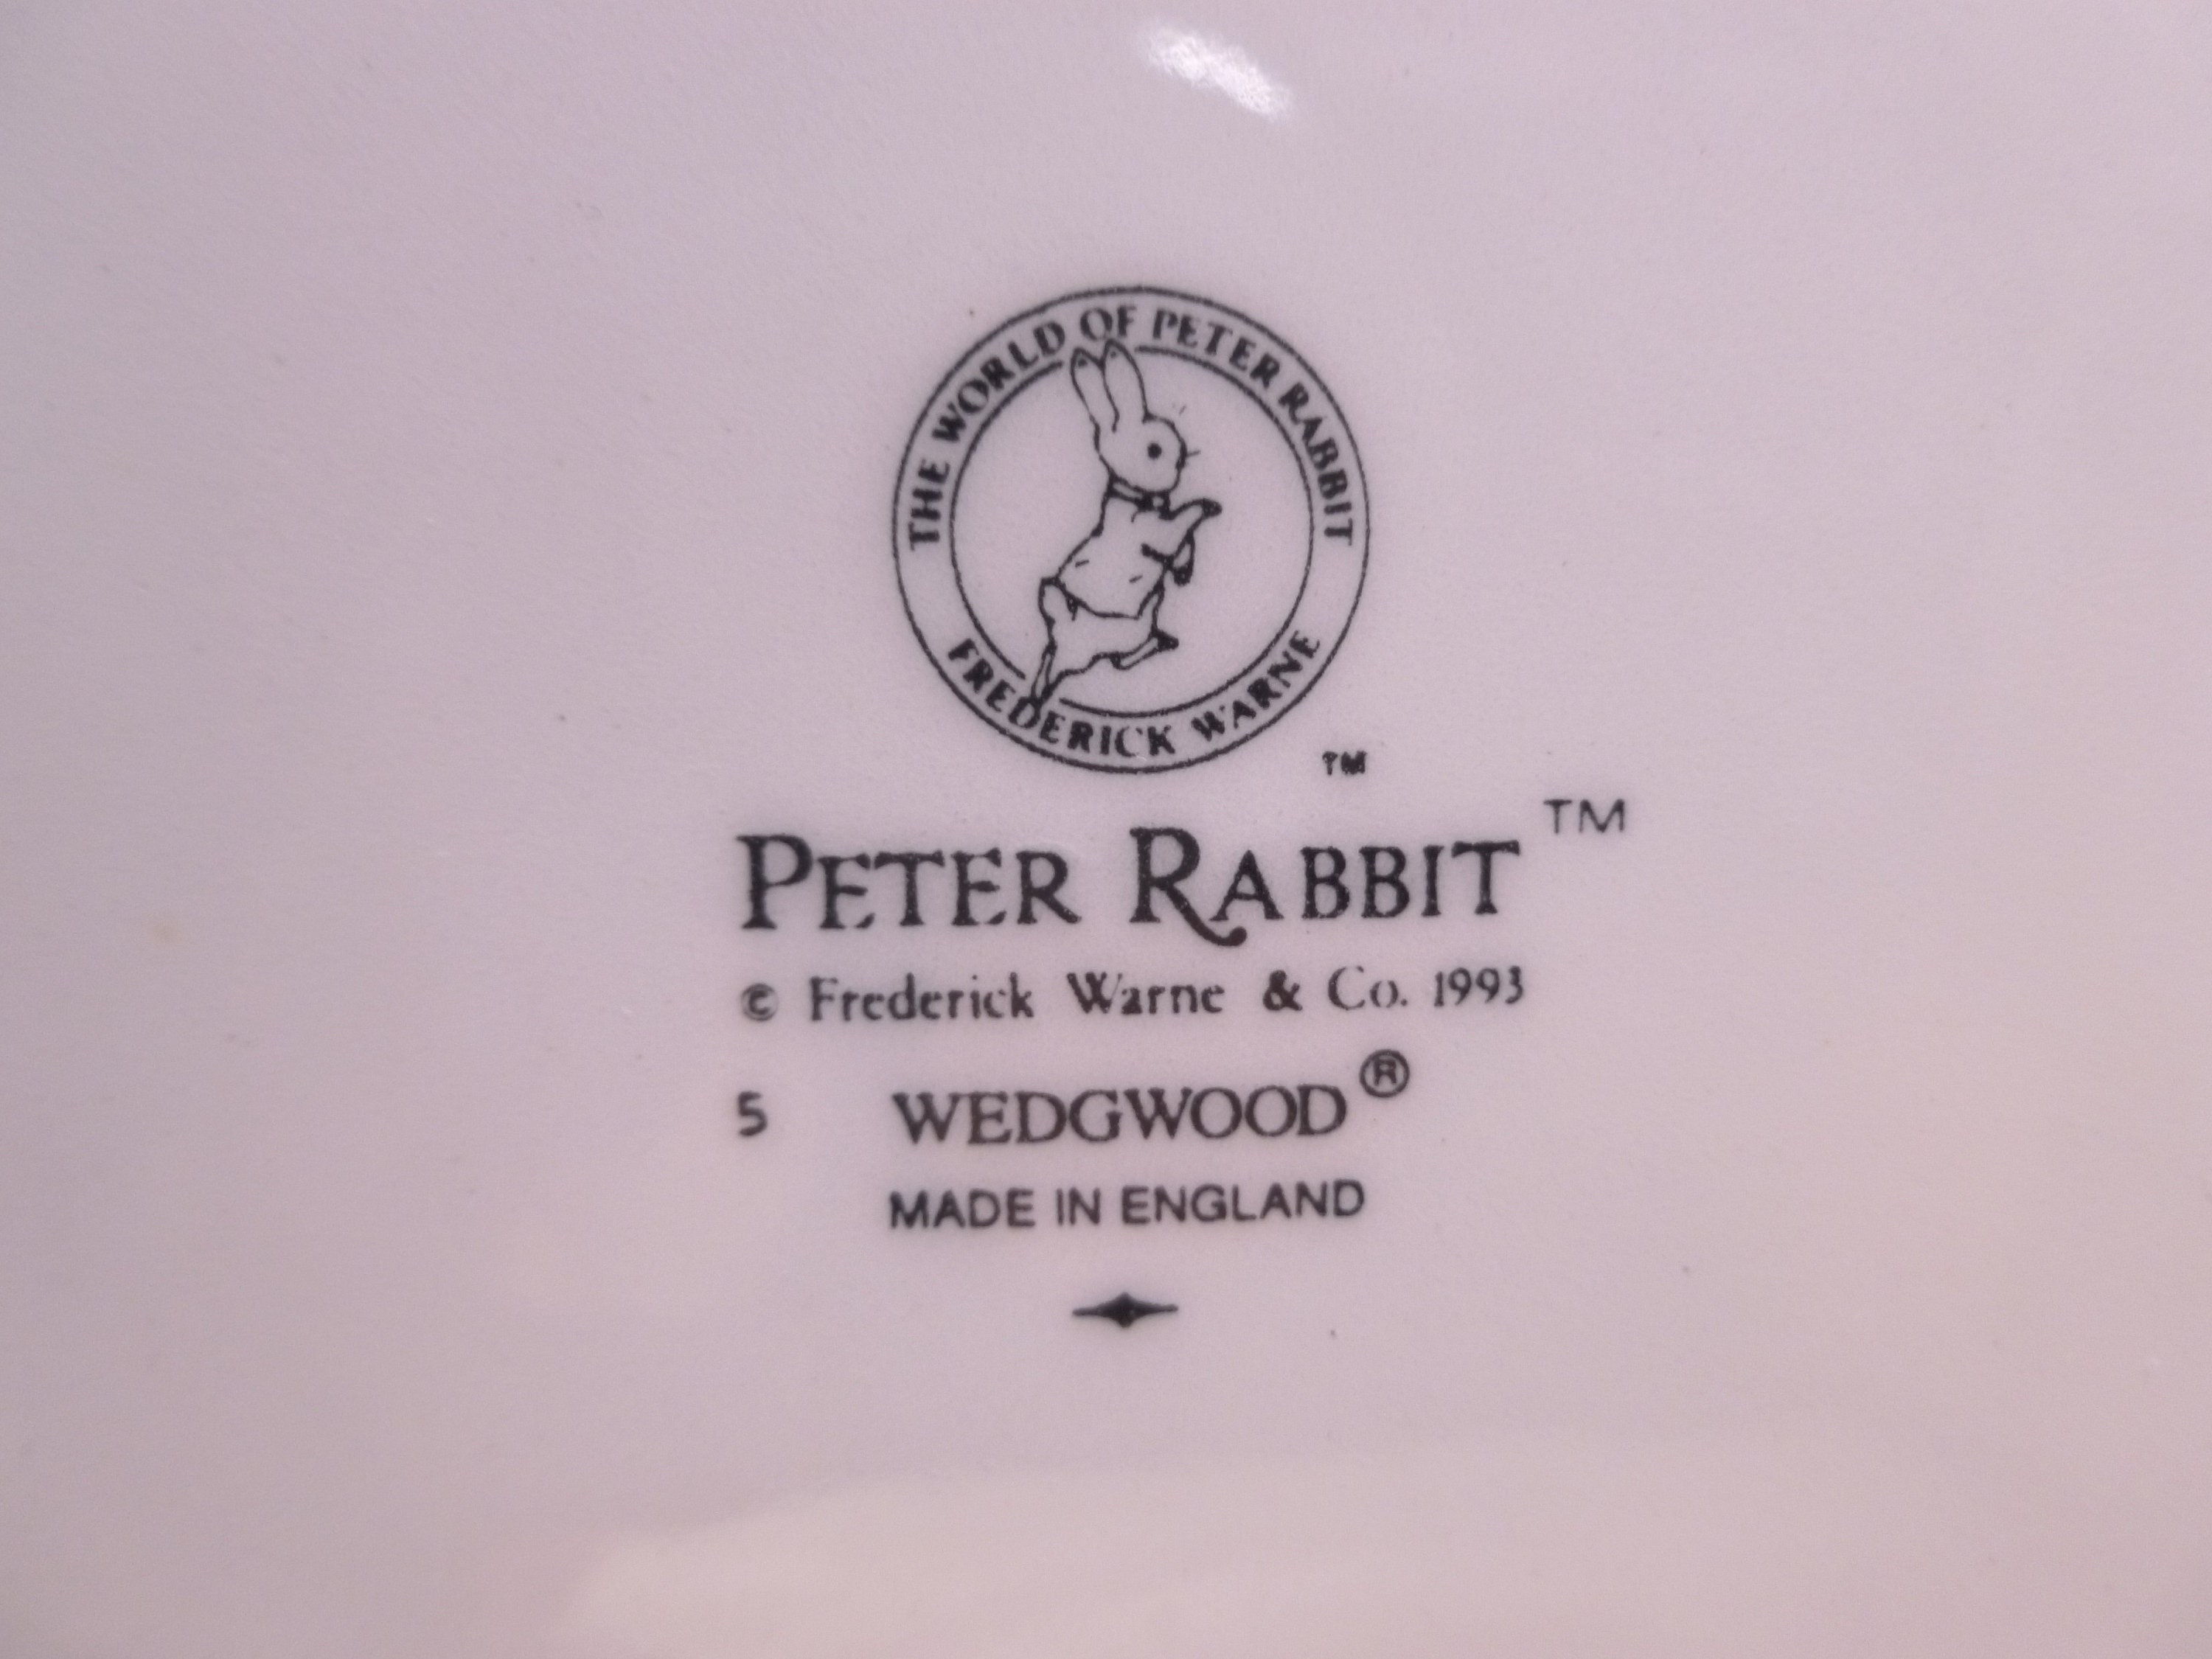 THE WORLD OF PETER RABBIT
FREDERICK WARNE
TM
PETER RABBIT TM
© Frederick Warne & Co. 1993
5 WEDGWOOD®
MADE IN ENGLAND